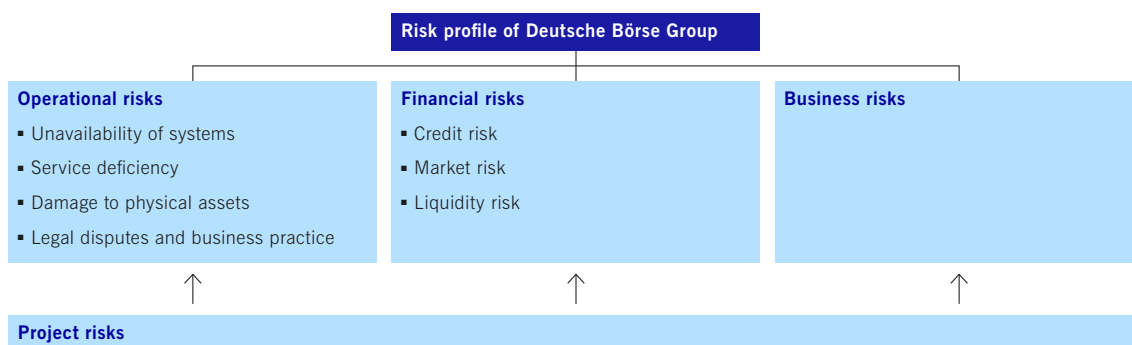 Risk profile of Deutsche Börse Group
Operational risks
▪ Unavailability of systems
▪ Service deficiency
▪ Damage to physical assets
▪ Legal disputes and business practice
Financial risks
▪ Credit risk
▪ Market risk
▪ Liquidity risk
Business risks
Project risks